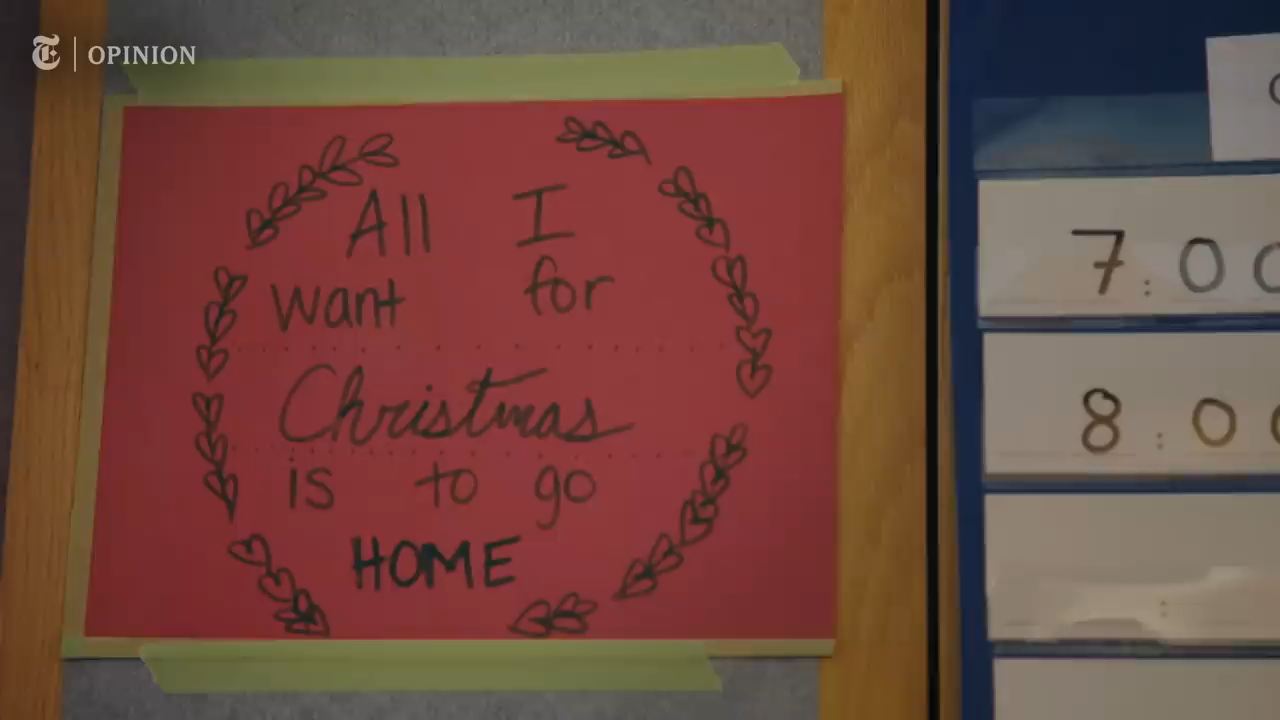 OPINION
All I
want for
Christmas
is to go
HOME
7:00
8:00
: